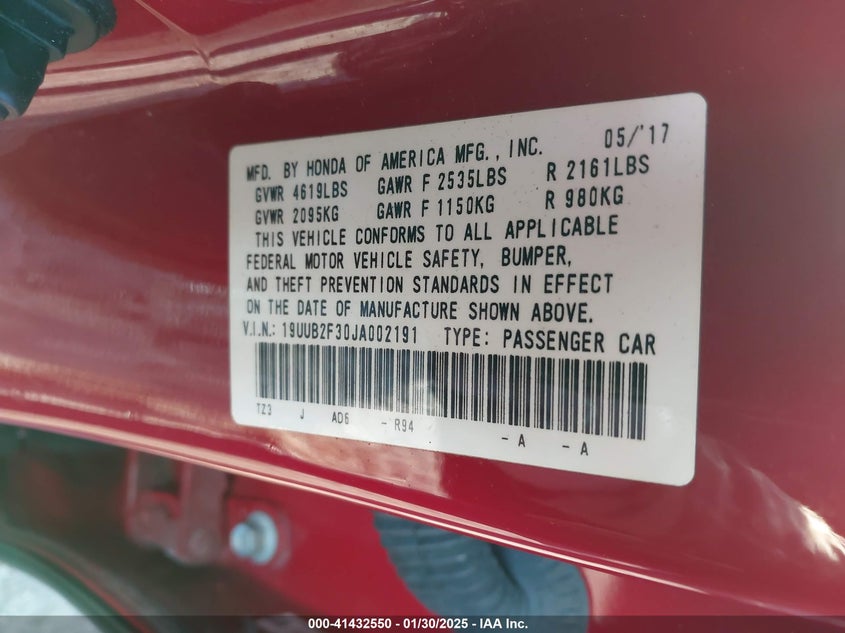 MFD. BY HONDA OF AMERICA MFG., INC. 05/'17
GVWR 4619LBS GAWR F 2535LBS R 2161LBS
GVWR 2095KG GAWR F 1150KG R 980KG
THIS VEHICLE CONFORMS TO ALL APPLICABLE
FEDERAL MOTOR VEHICLE SAFETY, BUMPER,
AND THEFT PREVENTION STANDARDS IN EFFECT
ON THE DATE OF MANUFACTURE SHOWN ABOVE.
V.I.N.: 19UUB2F30JA002191 TYPE: PASSENGER CAR
TZ3 J AD6 - R94 - A - A
000-41432550 - 01/30/2025 - IAA Inc.